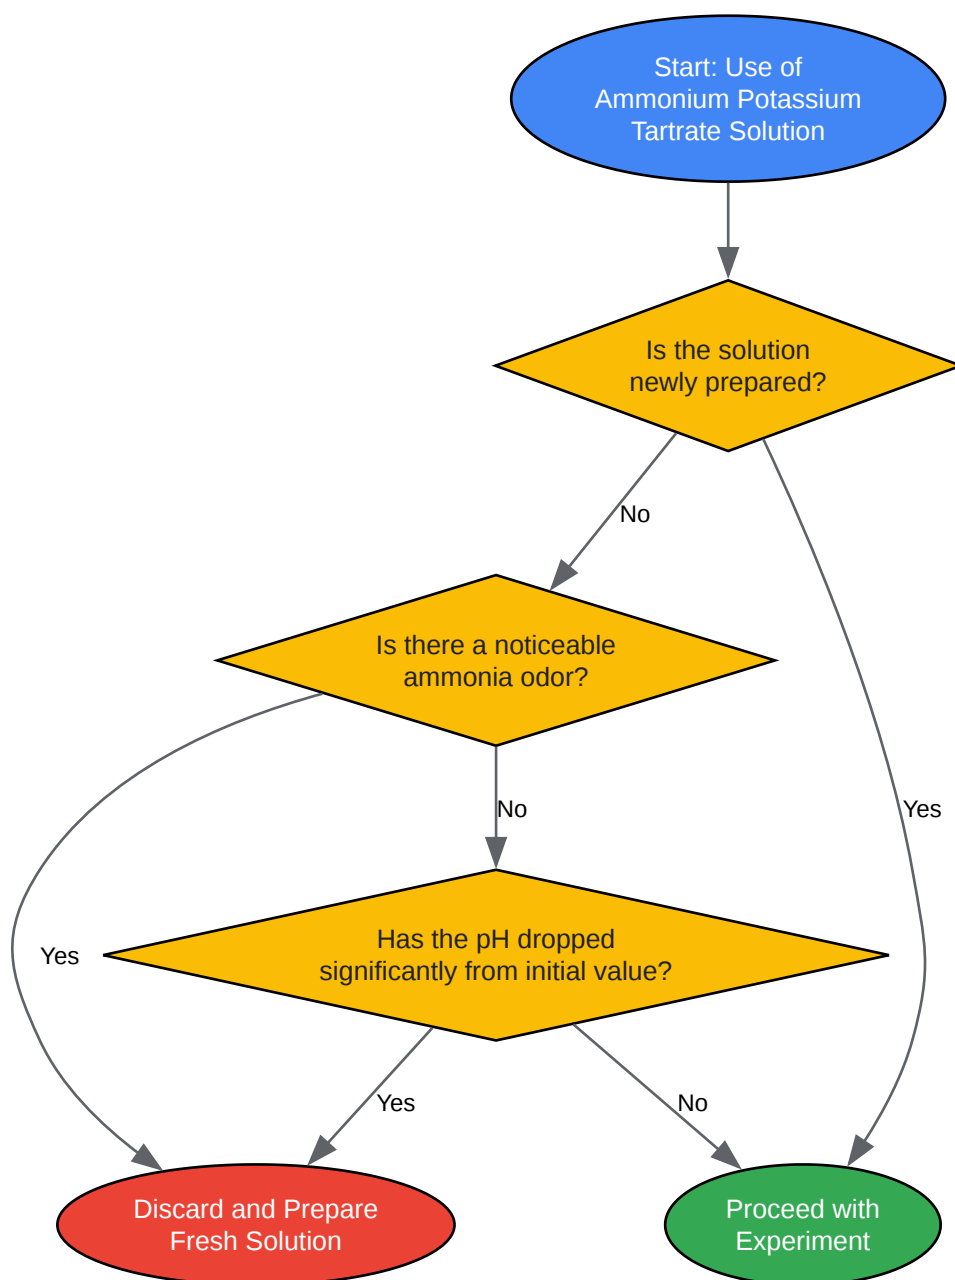 Start: Use of
Ammonium Potassium
Tartrate Solution
Is the solution
newly prepared?
No
Is there a noticeable
ammonia odor?
No
Yes
Has the pH dropped
significantly from initial value?
Yes
Yes
No
Discard and Prepare
Fresh Solution
Proceed with
Experiment